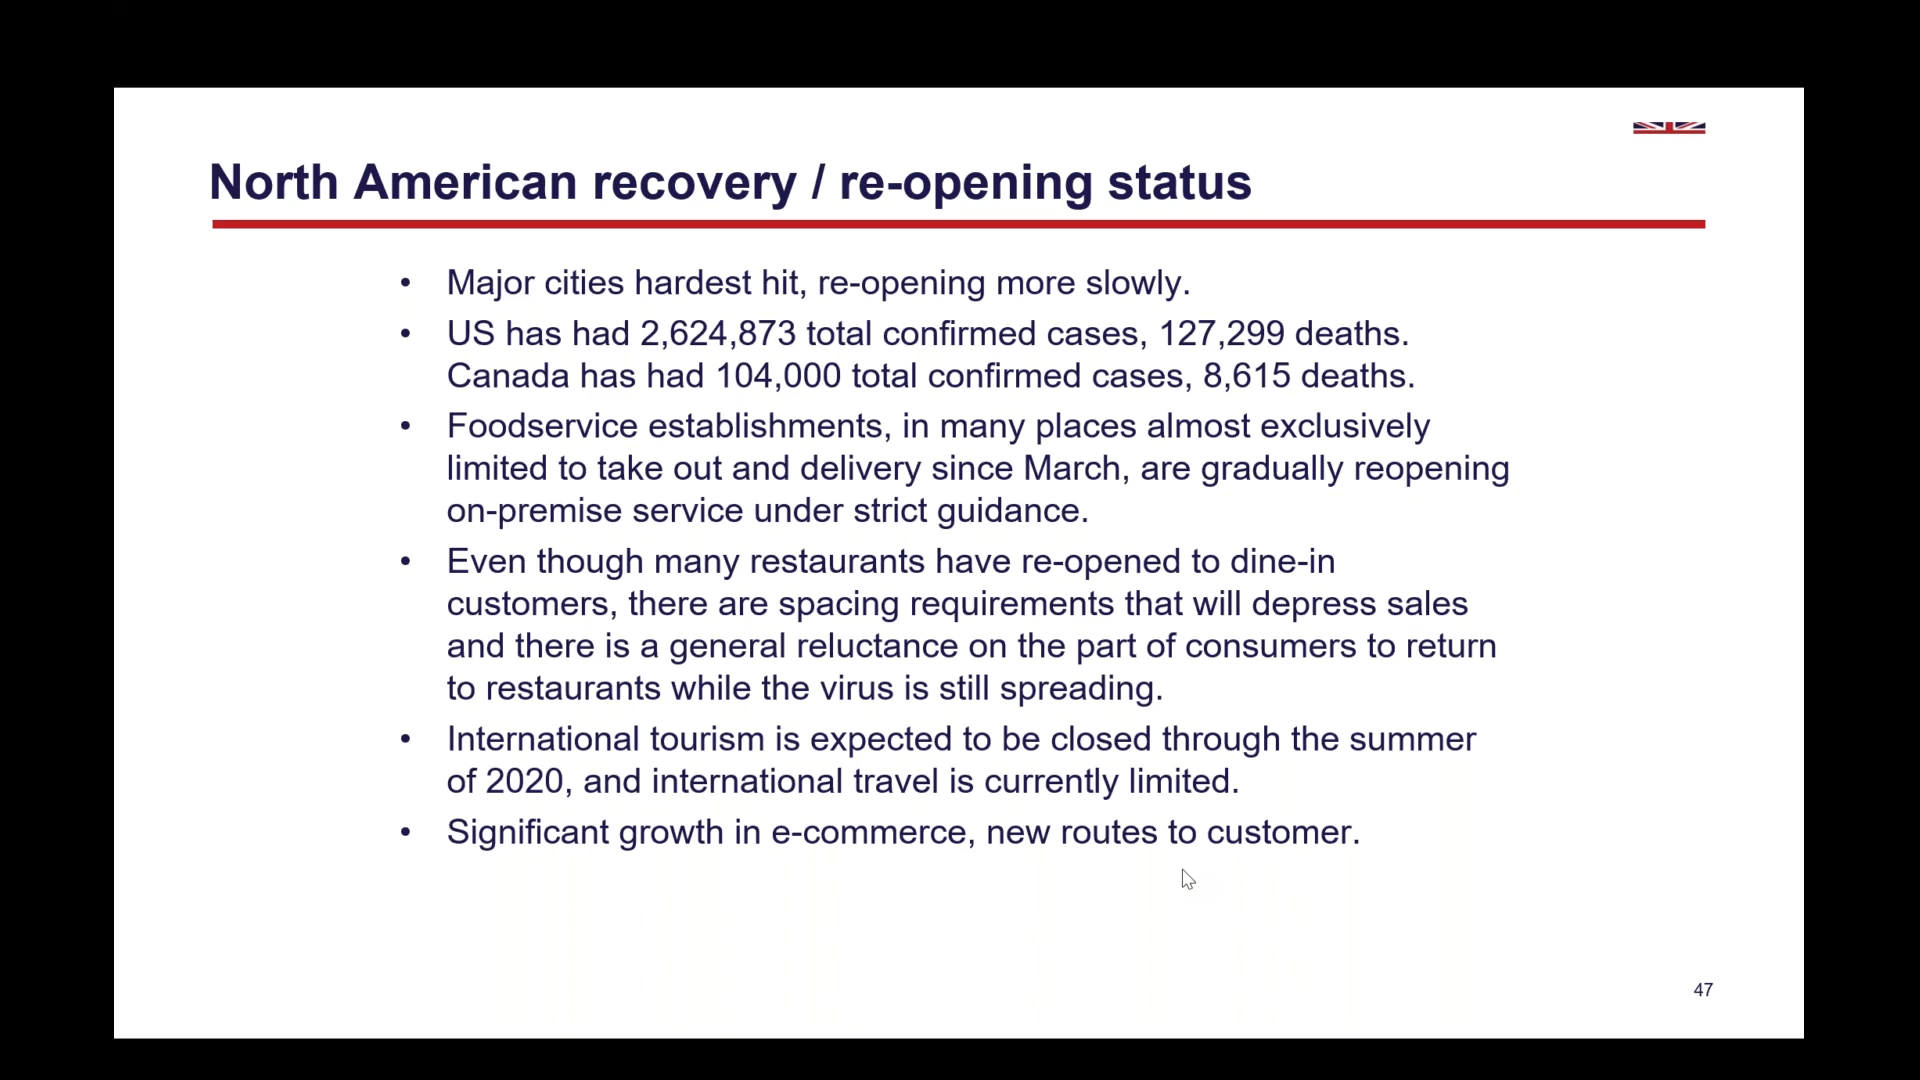 North American recovery / re-opening status
• Major cities hardest hit, re-opening more slowly.
• US has had 2,624,873 total confirmed cases, 127,299 deaths.
Canada has had 104,000 total confirmed cases, 8,615 deaths.
• Foodservice establishments, in many places almost exclusively
limited to take out and delivery since March, are gradually reopening
on-premise service under strict guidance.
• Even though many restaurants have re-opened to dine-in
customers, there are spacing requirements that will depress sales
and there is a general reluctance on the part of consumers to return
to restaurants while the virus is still spreading.
• International tourism is expected to be closed through the summer
of 2020, and international travel is currently limited.
• Significant growth in e-commerce, new routes to customer.
47